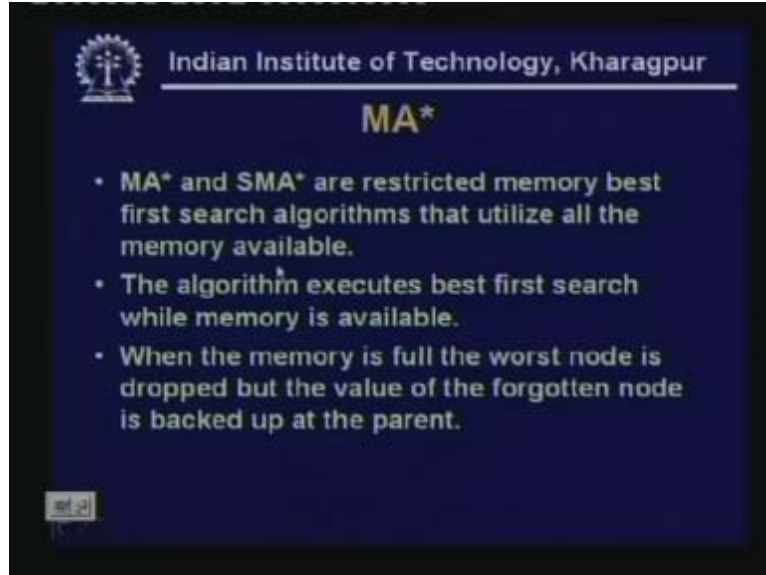 Indian Institute of Technology, Kharagpur
MA*
• MA* and SMA* are restricted memory best
first search algorithms that utilize all the
memory available.
• The algorithm executes best first search
while memory is available.
• When the memory is full the worst node is
dropped but the value of the forgotten node
is backed up at the parent.